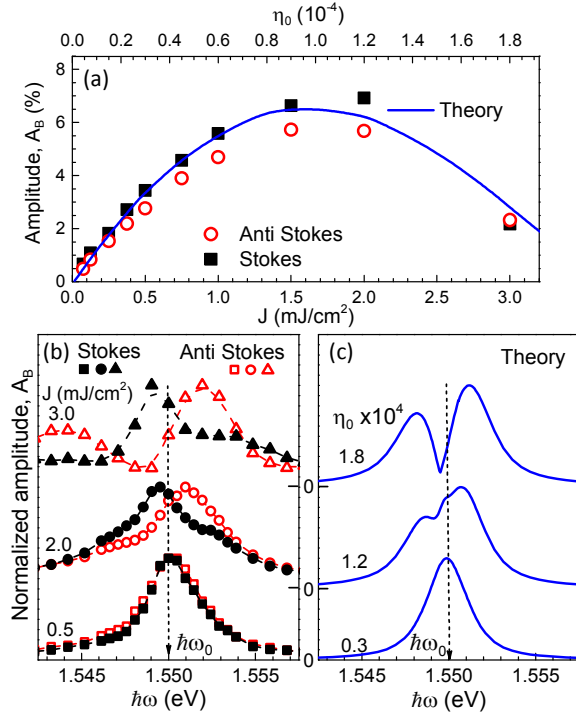 η₀ (10⁻⁴)
0.0 0.2 0.4 0.6 0.8 1.0 1.2 1.4 1.6 1.8
(a)
8
6
4
2
0
Amplitude, A_B (%)
Theory
Anti Stokes
Stokes
0.0 0.5 1.0 1.5 2.0 2.5 3.0
J (mJ/cm²)
(b) Stokes Anti Stokes
J (mJ/cm²)
3.0
2.0
0.5
ħω₀
Normalized amplitude, A_B
1.545 1.550 1.555
ħω (eV)
(c) Theory
η₀ x10⁴
1.8
0
1.2
0
0.3
ħω₀
0
1.545 1.550 1.555
ħω (eV)